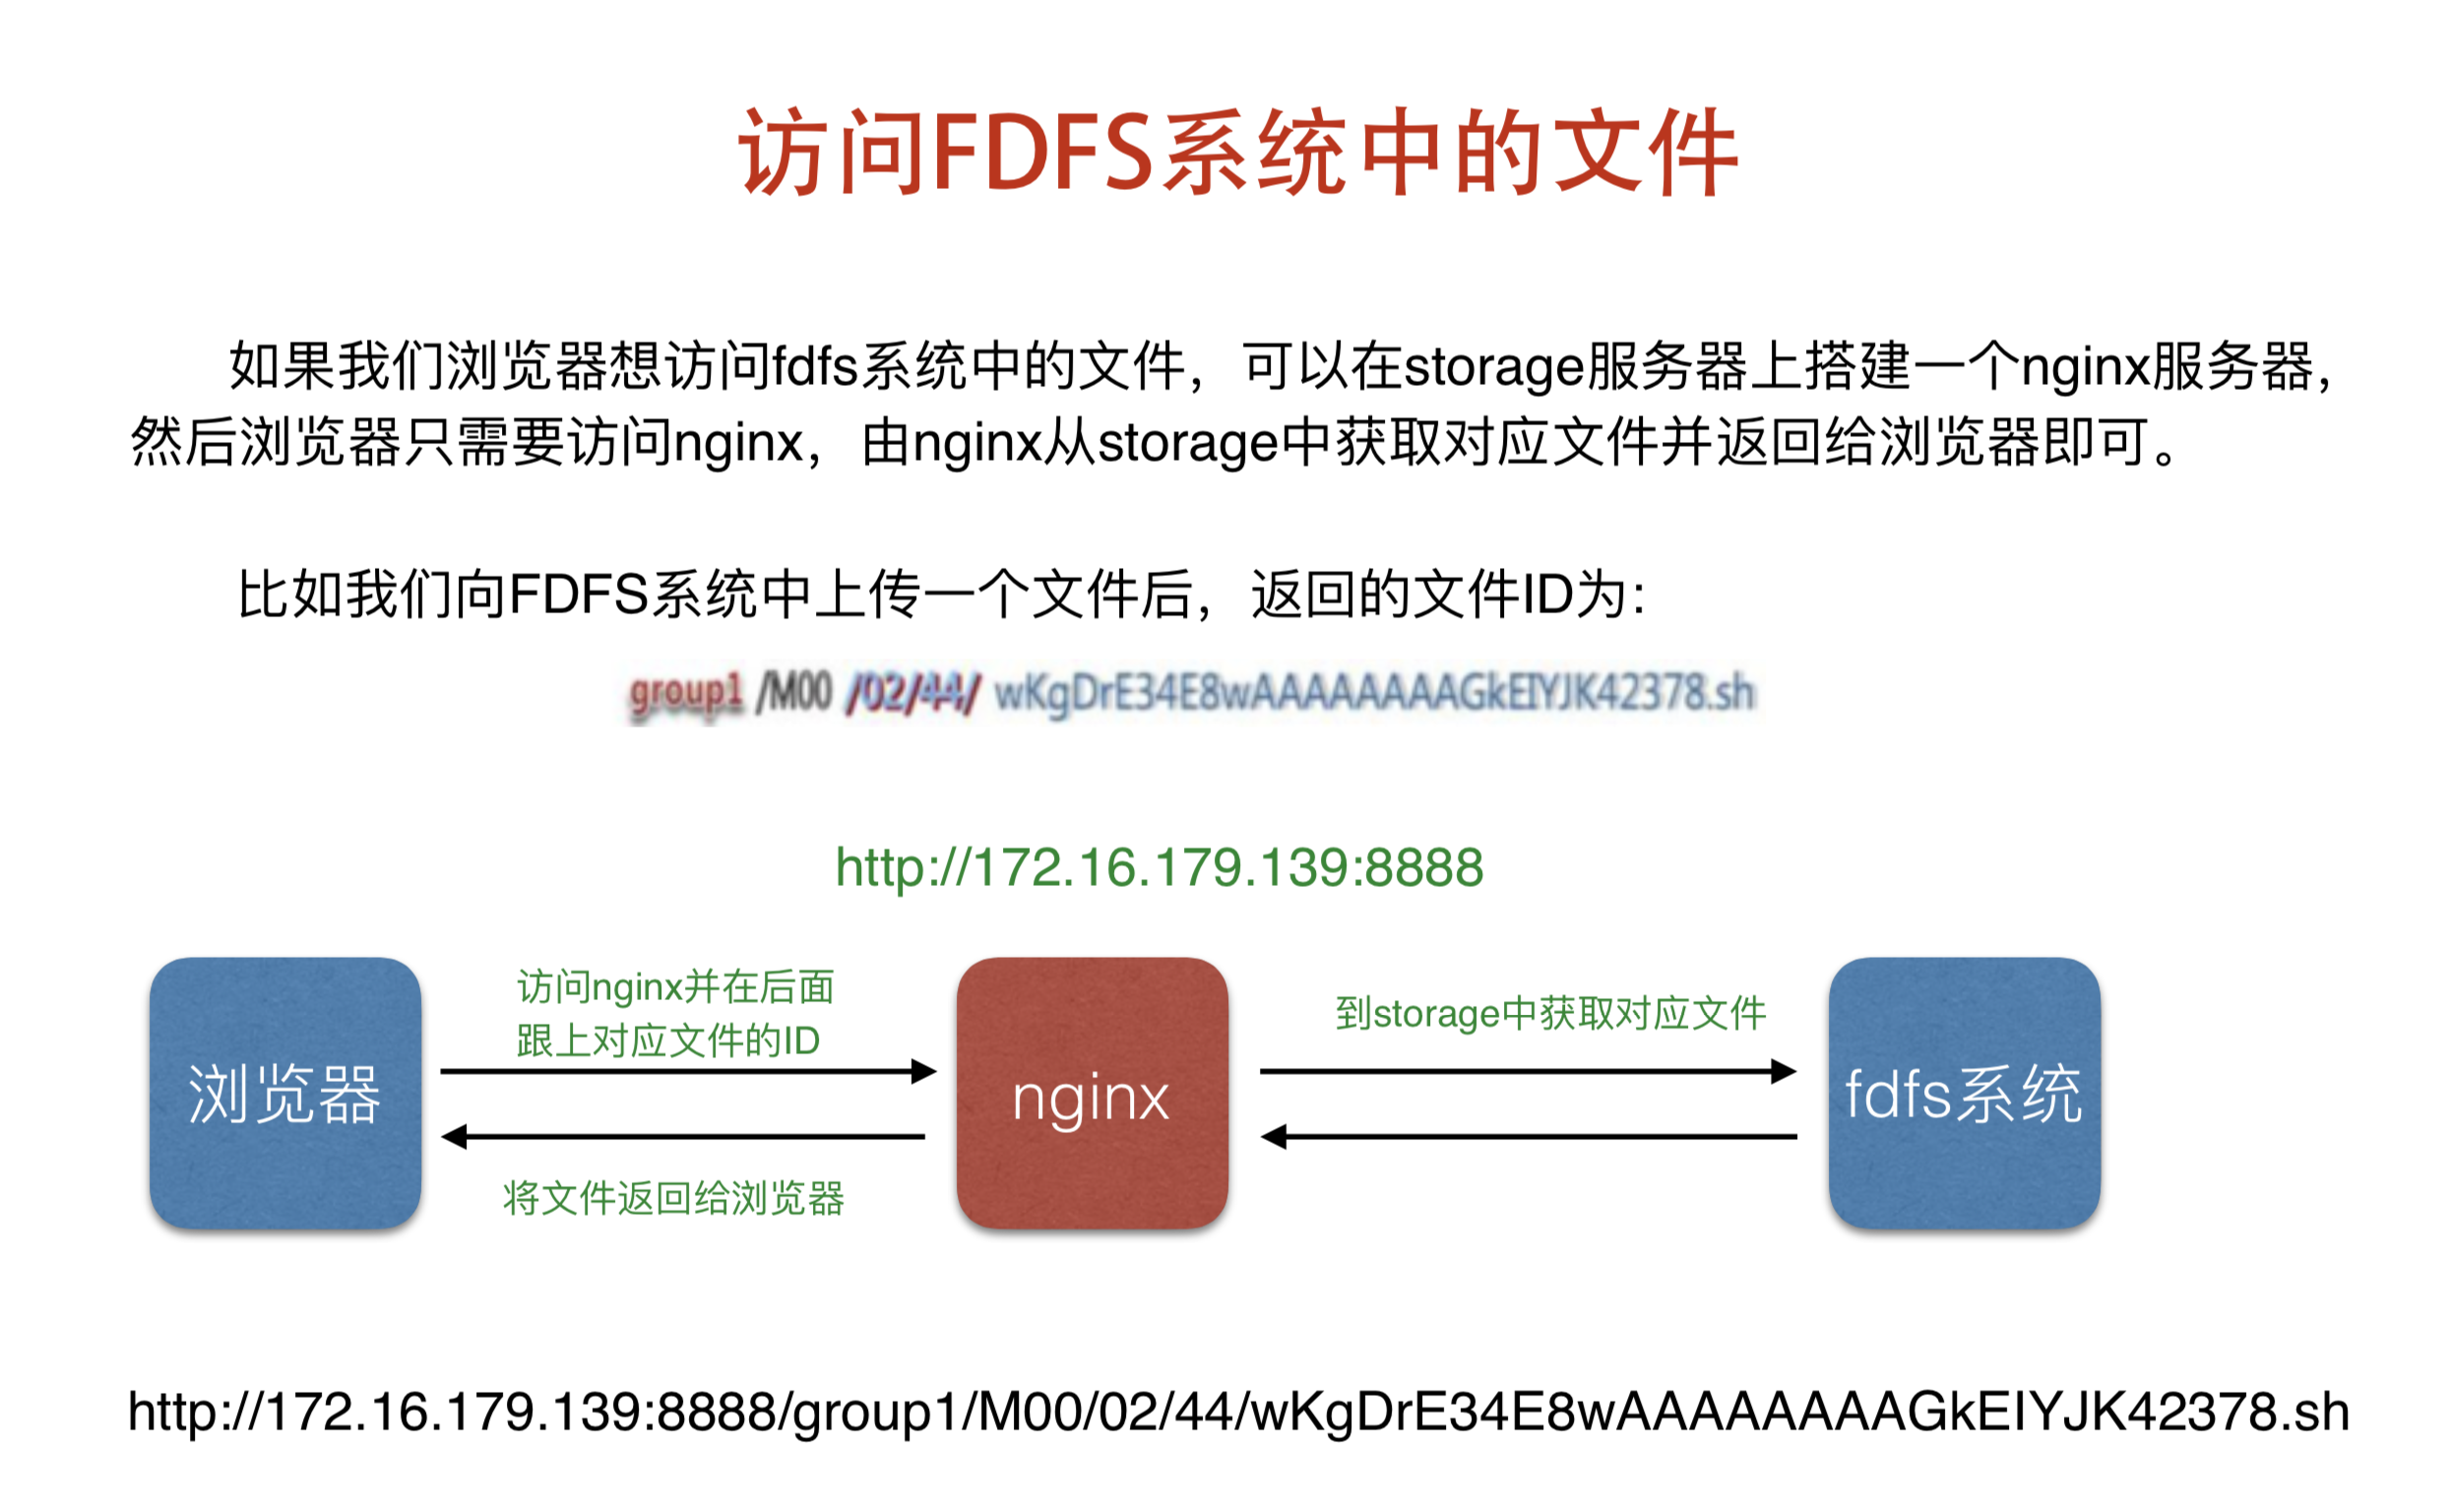 访问FDFS系统中的文件
如果我们浏览器想访问fdfs系统中的文件，可以在storage服务器上搭建一个nginx服务器，
然后浏览器只需要访问nginx，由nginx从storage中获取对应文件并返回给浏览器即可。
比如我们向FDFS系统中上传一个文件后，返回的文件ID为：
group1 /M00 /02/44/ wKgDrE34E8wAAAAAAAAGkEIYJK42378.sh
http://172.16.179.139:8888
访问nginx并在后面
跟上对应文件的ID
到storage中获取对应文件
浏览器
nginx
fdfs系统
将文件返回给浏览器
http://172.16.179.139:8888/group1/M00/02/44/wKgDrE34E8wAAAAAAAAGkEIYJK42378.sh